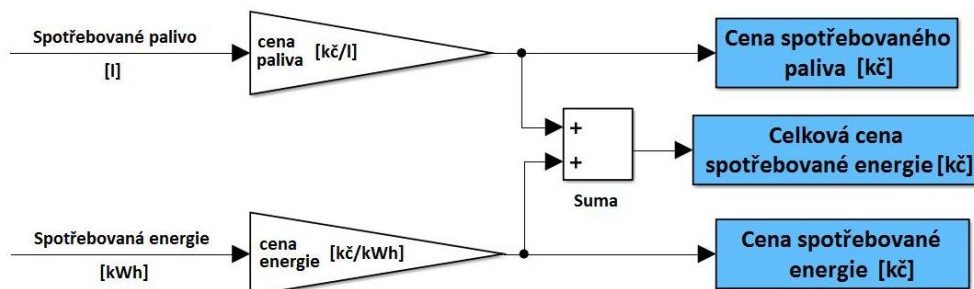 Spotřebované palivo
[l]
cena
paliva [kč/l]
Cena spotřebovaného
paliva [kč]
+
+
Suma
Celková cena
spotřebované energie [kč]
Spotřebovaná energie
[kWh]
cena
energie [kč/kWh]
Cena spotřebované
energie [kč]